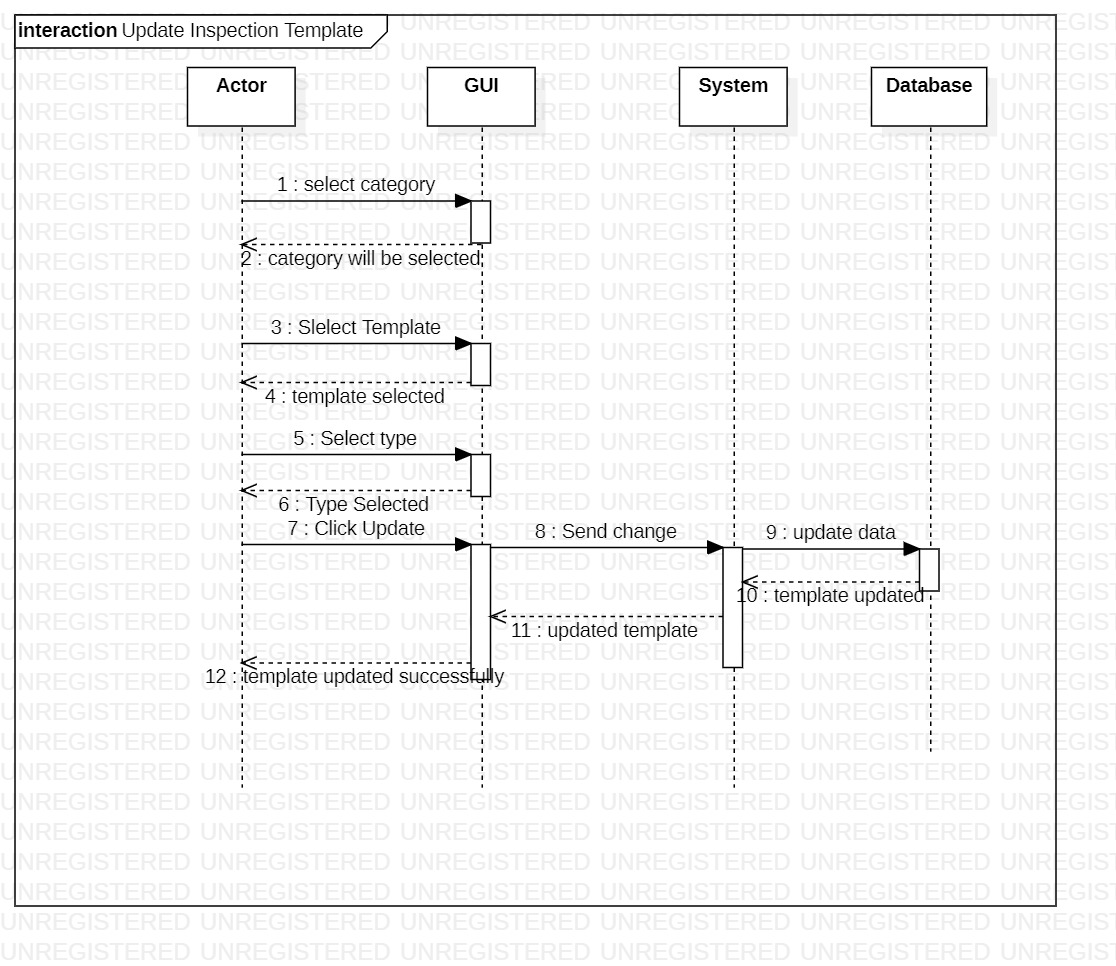 interaction Update Inspection Template
Actor
GUI
System
Database
1 : select category
2 : category will be selected
3 : Slelect Template
4 : template selected
5 : Select type
6 : Type Selected
7 : Click Update
8 : Send change
9 : update data
10 : template updated
11 : updated template
12 : template updated successfully
UNREGISTERED